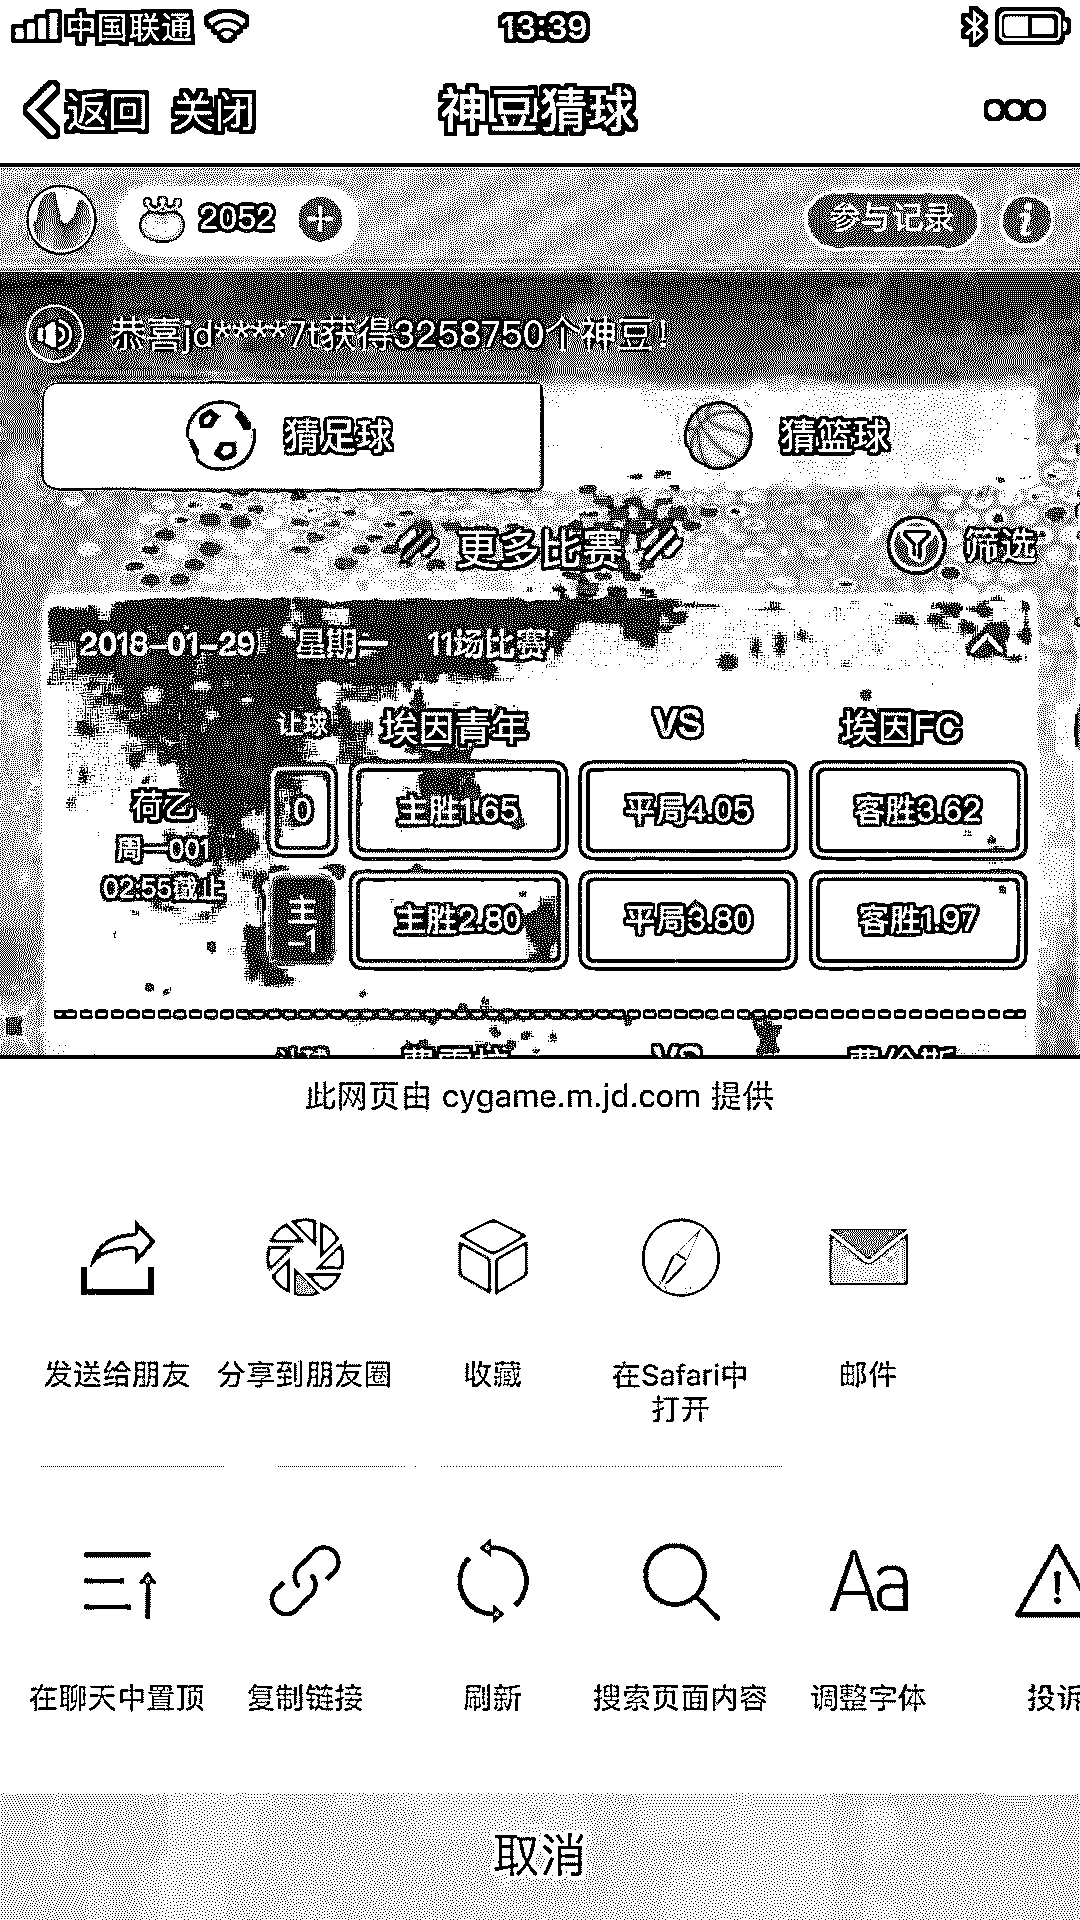 中国联通 13:39
返回 关闭 神豆猜球
2052 参与记录
恭喜jd****7t获得3258750个神豆!
猜足球 猜篮球
更多比赛 筛选
2018-01-29 星期一 11场比赛
让球 埃因青年 VS 埃因FC
荷乙 0 主胜1.65 平局4.05 客胜3.62
周一001
02:55截止
主 -1 主胜2.80 平局3.80 客胜1.97
VS
此网页由 cygame.m.jd.com 提供
发送给朋友 分享到朋友圈 收藏 在Safari中 邮件
打开
Aa
在聊天中置顶 复制链接 刷新 搜索页面内容 调整字体 投诉
取消